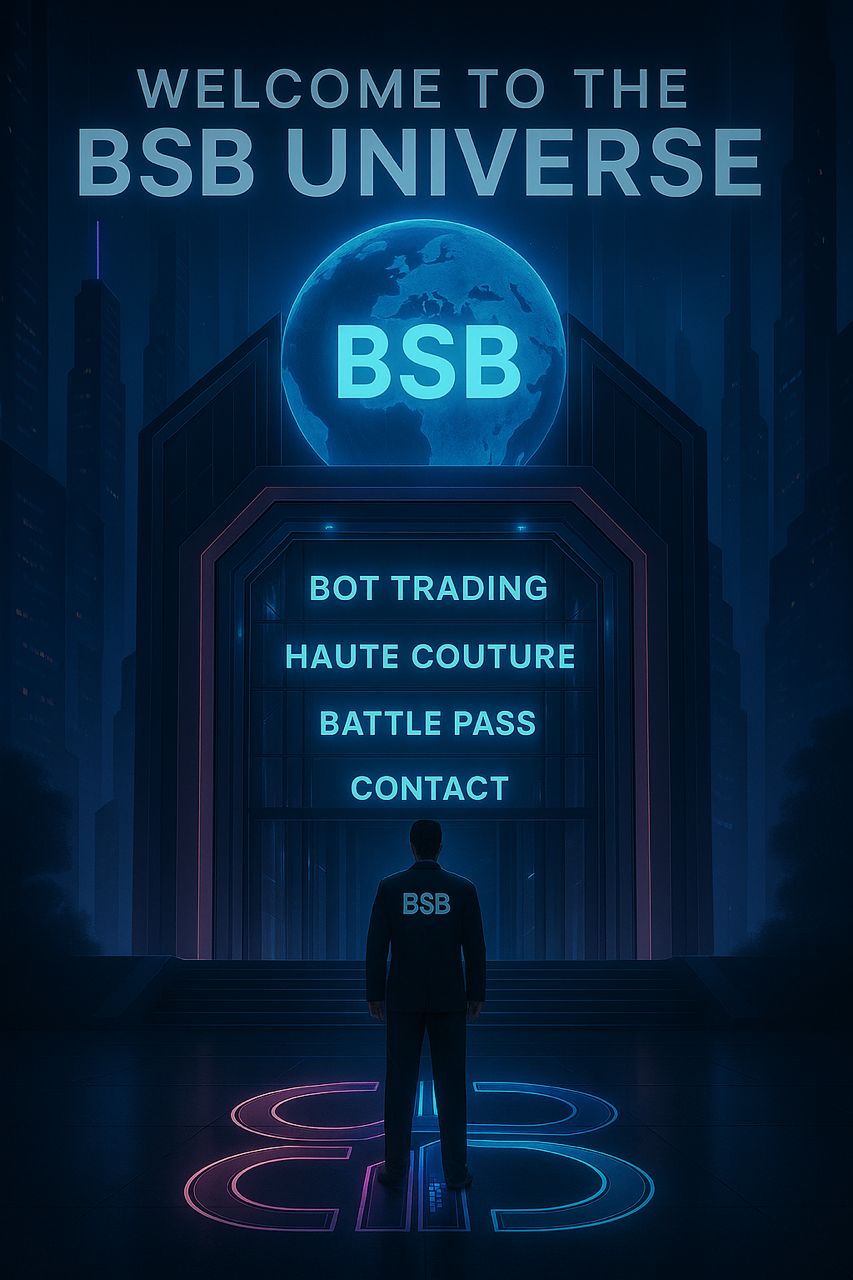 WELCOME TO THE
BSB UNIVERSE
BSB
BOT TRADING
HAUTE COUTURE
BATTLE PASS
CONTACT
BSB